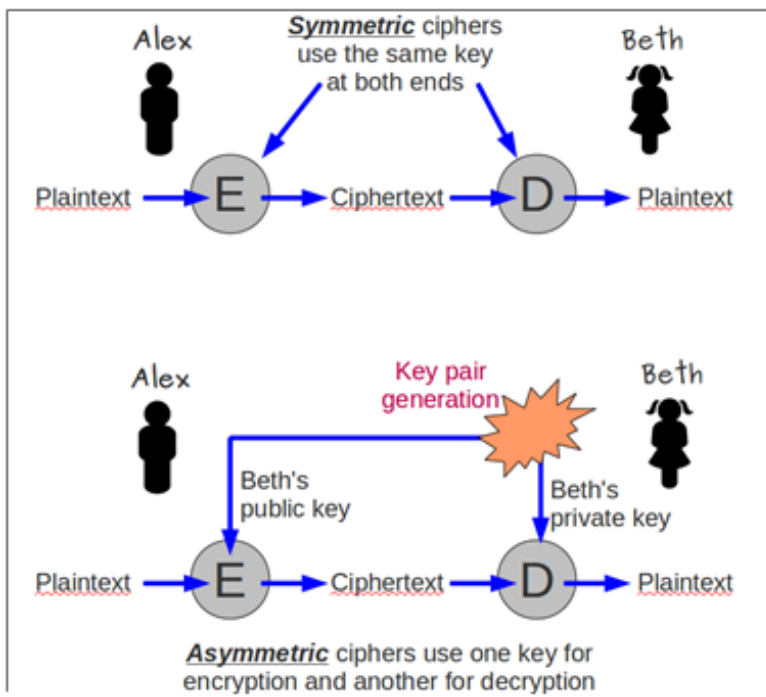 Alex
Symmetric ciphers
use the same key
at both ends
Beth
Plaintext
E
Ciphertext
D
Plaintext
Alex
Key pair
generation
Beth
Beth's
public key
Beth's
private key
Plaintext
E
Ciphertext
D
Plaintext
Asymmetric ciphers use one key for
encryption and another for decryption